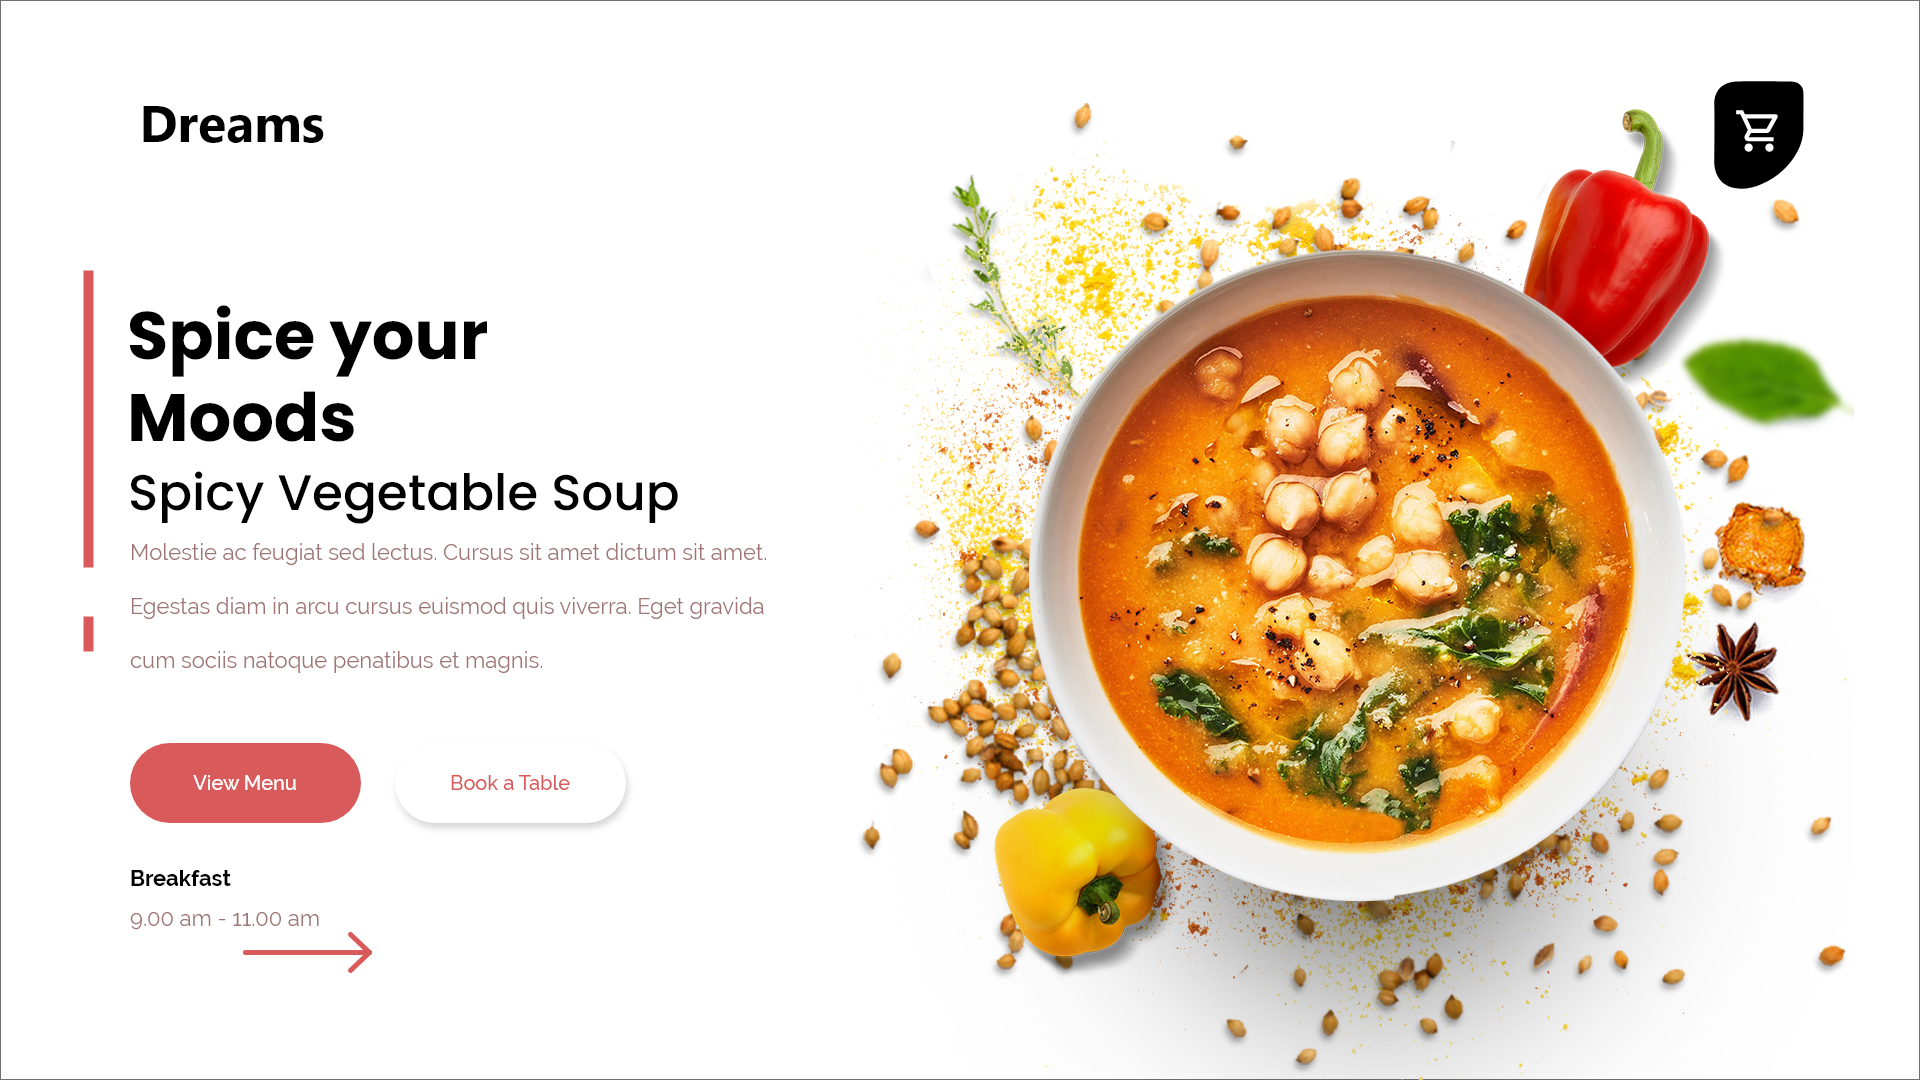 Dreams
Spice your
Moods
Spicy Vegetable Soup
Molestie ac feugiat sed lectus. Cursus sit amet dictum sit amet.
Egestas diam in arcu cursus euismod quis viverra. Eget gravida
cum sociis natoque penatibus et magnis.
View Menu
Book a Table
Breakfast
9.00 am - 11.00 am